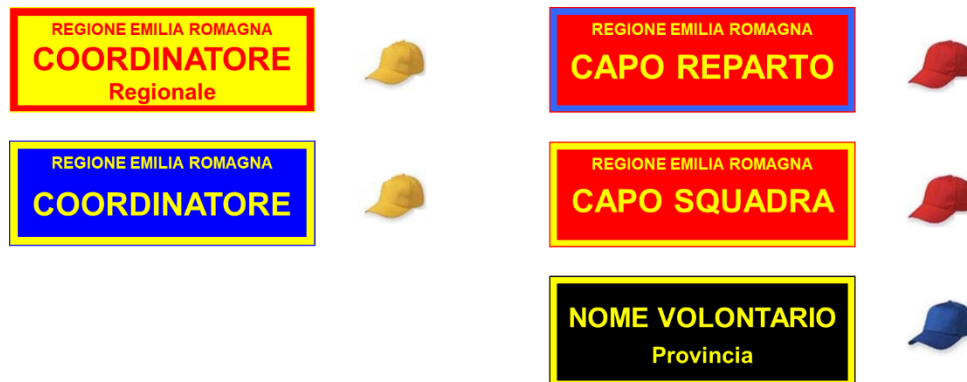 REGIONE EMILIA ROMAGNA
COORDINATORE
Regionale
REGIONE EMILIA ROMAGNA
COORDINATORE
REGIONE EMILIA ROMAGNA
CAPO REPARTO
REGIONE EMILIA ROMAGNA
CAPO SQUADRA
NOME VOLONTARIO
Provincia